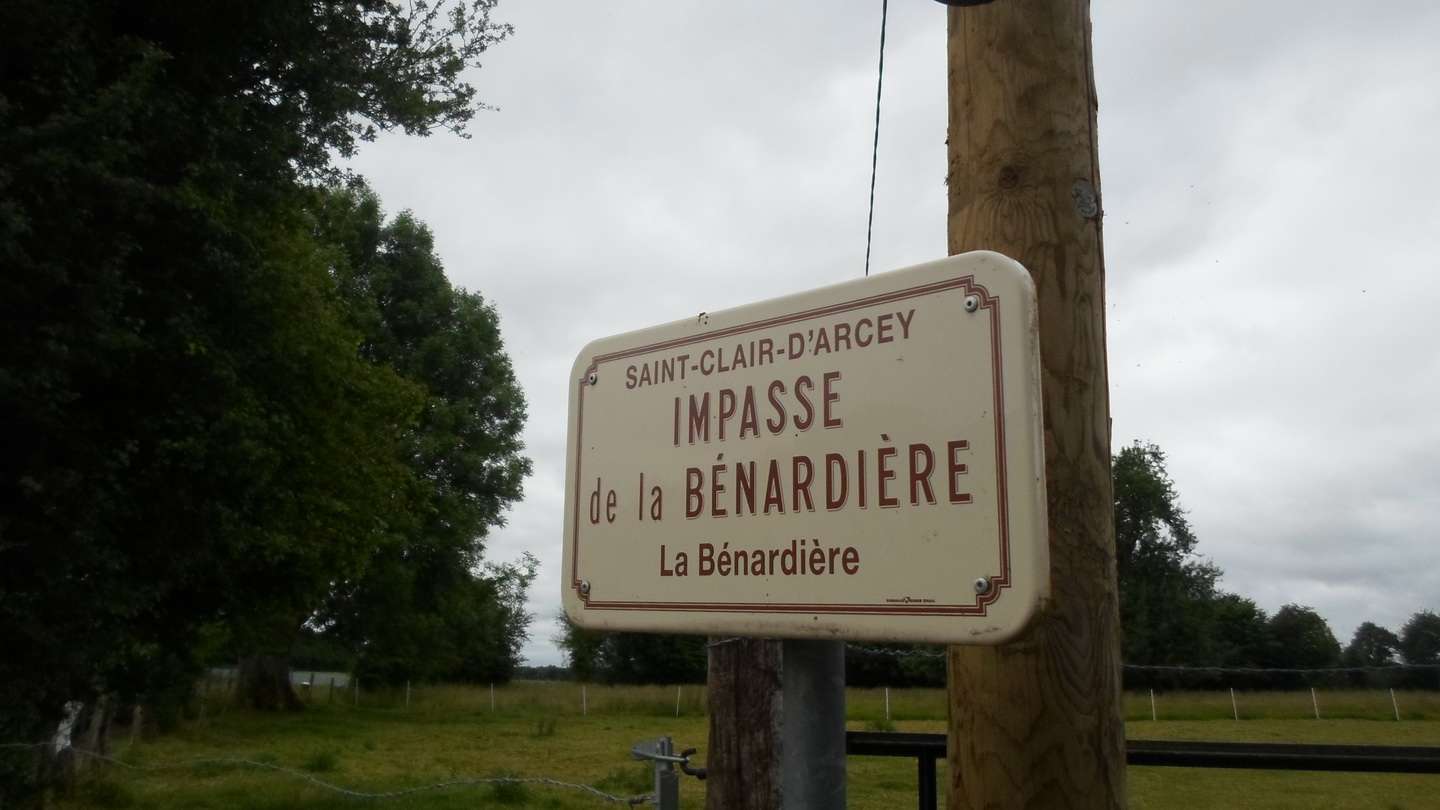 SAINT-CLAIR-D'ARCEY
IMPASSE
de la BÉNARDIÈRE
La Bénardière